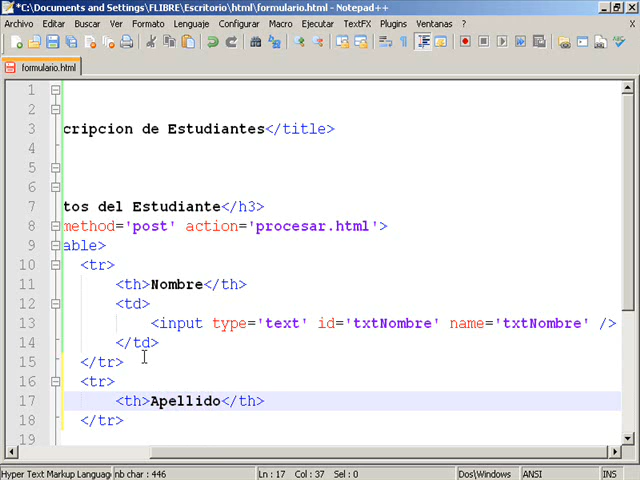 *C:\Documents and Settings\FLIBRE\Escritorio\html\formulario.html - Notepad++
Archivo Editar Buscar Ver Formato Lenguaje Configurar Macro Ejecutar TextFX Plugins Ventanas ? X
formulario.html
1
2
3 cripcion de Estudiantes</title>
4
5
6
7 tos del Estudiante</h3>
8 method='post' action='procesar.html'>
9 able>
10 <tr>
11 <th>Nombre</th>
12 <td>
13 <input type='text' id='txtNombre' name='txtNombre' />
14 </td>
15 </tr>
16 <tr>
17 <th>Apellido</th>
18 </tr>
19
Hyper Text Markup Language nb char : 446 Ln : 17 Col : 37 Sel : 0 Dos\Windows ANSI INS